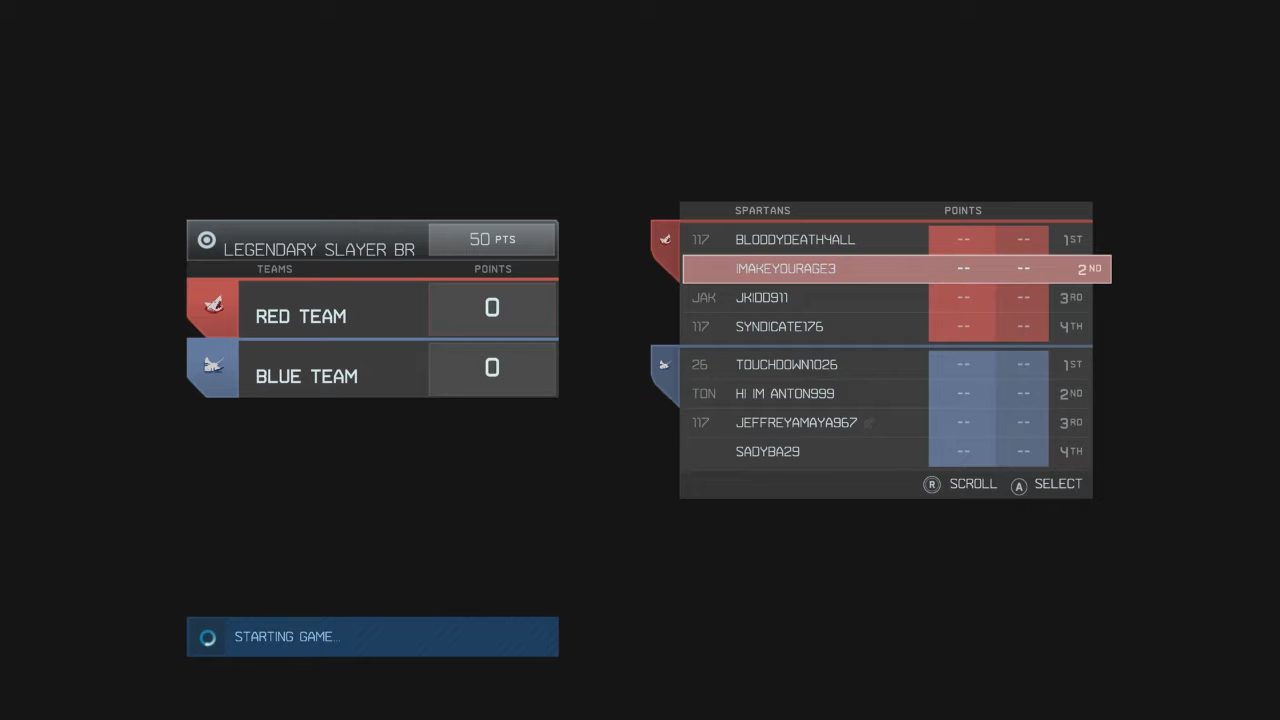 LEGENDARY SLAYER BR 50 PTS
TEAMS POINTS
RED TEAM 0
BLUE TEAM 0
SPARTANS POINTS
117 BLOODYDEATH4ALL -- -- 1ST
IMAKEYOURAGE3 -- -- 2ND
JAK JKIDD911 -- -- 3RD
117 SYNDICATE176 -- -- 4TH
26 TOUCHDOWN1026 -- -- 1ST
TON HI IM ANTON999 -- -- 2ND
117 JEFFREYAMAYA967 -- -- 3RD
SADYBA29 -- -- 4TH
R SCROLL A SELECT
STARTING GAME...